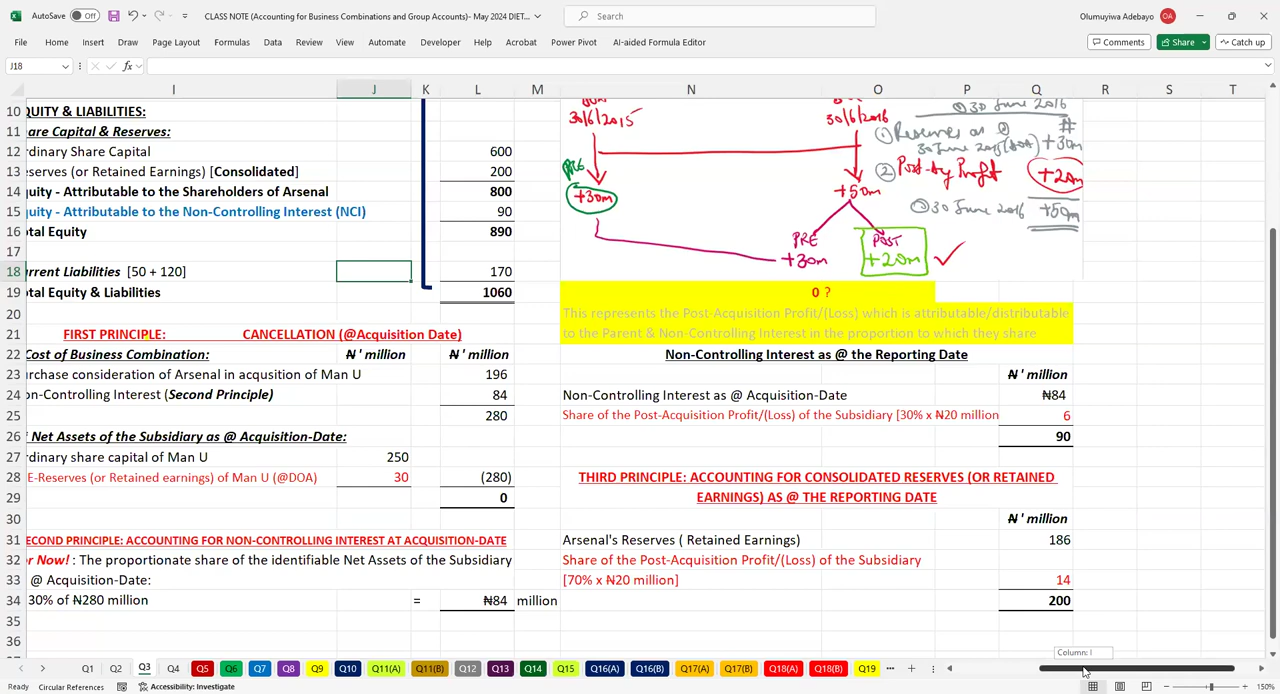 AutoSave Off CLASS NOTE (Accounting for Business Combinations and Group Accounts)- May 2024 DIET... Search Olumuyiwa Adebayo OA
File Home Insert Draw Page Layout Formulas Data Review View Automate Developer Help Acrobat Power Pivot AI-aided Formula Editor Comments Share Catch up
J18 fx
I J K L M N O P Q R S T
10 QUITY & LIABILITIES:
11 are Capital & Reserves:
12 rdinary Share Capital 600
13 serves (or Retained Earnings) [Consolidated] 200
14 quity - Attributable to the Shareholders of Arsenal 800
15 quity - Attributable to the Non-Controlling Interest (NCI) 90
16 tal Equity 890
17
18 rrent Liabilities [50 + 120] 170
19 tal Equity & Liabilities 1060
30/6/2015
30/6/2016
@30 June 2016
① Reserves as @
30 June 2015 (DOA) +30m
PRE
② Post-Acq Profit +20m
+30m
+50m
@30 June 2016 +50m
PRE POST
+30m +20m
0 ?
20 This represents the Post-Acquisition Profit/(Loss) which is attributable/distributable
21 to the Parent & Non-Controlling Interest in the proportion to which they share
FIRST PRINCIPLE: CANCELLATION (@Acquisition Date)
22 Cost of Business Combination: ₦ ' million ₦ ' million
23 urchase consideration of Arsenal in acqusition of Man U 196
24 on-Controlling Interest (Second Principle) 84
25 280
26 Net Assets of the Subsidiary as @ Acquisition-Date:
27 rdinary share capital of Man U 250
28 E-Reserves (or Retained earnings) of Man U (@DOA) 30 (280)
29 0
30
31 SECOND PRINCIPLE: ACCOUNTING FOR NON-CONTROLLING INTEREST AT ACQUISITION-DATE
32 r Now! : The proportionate share of the identifiable Net Assets of the Subsidiary
33 @ Acquisition-Date:
34 30% of ₦280 million = ₦84 million
35
36
Non-Controlling Interest as @ the Reporting Date
₦ ' million
Non-Controlling Interest as @ Acquisition-Date ₦84
Share of the Post-Acquisition Profit/(Loss) of the Subsidiary [30% x ₦20 million 6
90
THIRD PRINCIPLE: ACCOUNTING FOR CONSOLIDATED RESERVES (OR RETAINED
EARNINGS) AS @ THE REPORTING DATE
₦ ' million
Arsenal's Reserves ( Retained Earnings) 186
Share of the Post-Acquisition Profit/(Loss) of the Subsidiary
[70% x ₦20 million] 14
200
Column: I
Q1 Q2 Q3 Q4 Q5 Q6 Q7 Q8 Q9 Q10 Q11(A) Q11(B) Q12 Q13 Q14 Q15 Q16(A) Q16(B) Q17(A) Q17(B) Q18(A) Q18(B) Q19 ...
Ready Circular References Accessibility: Investigate 150%